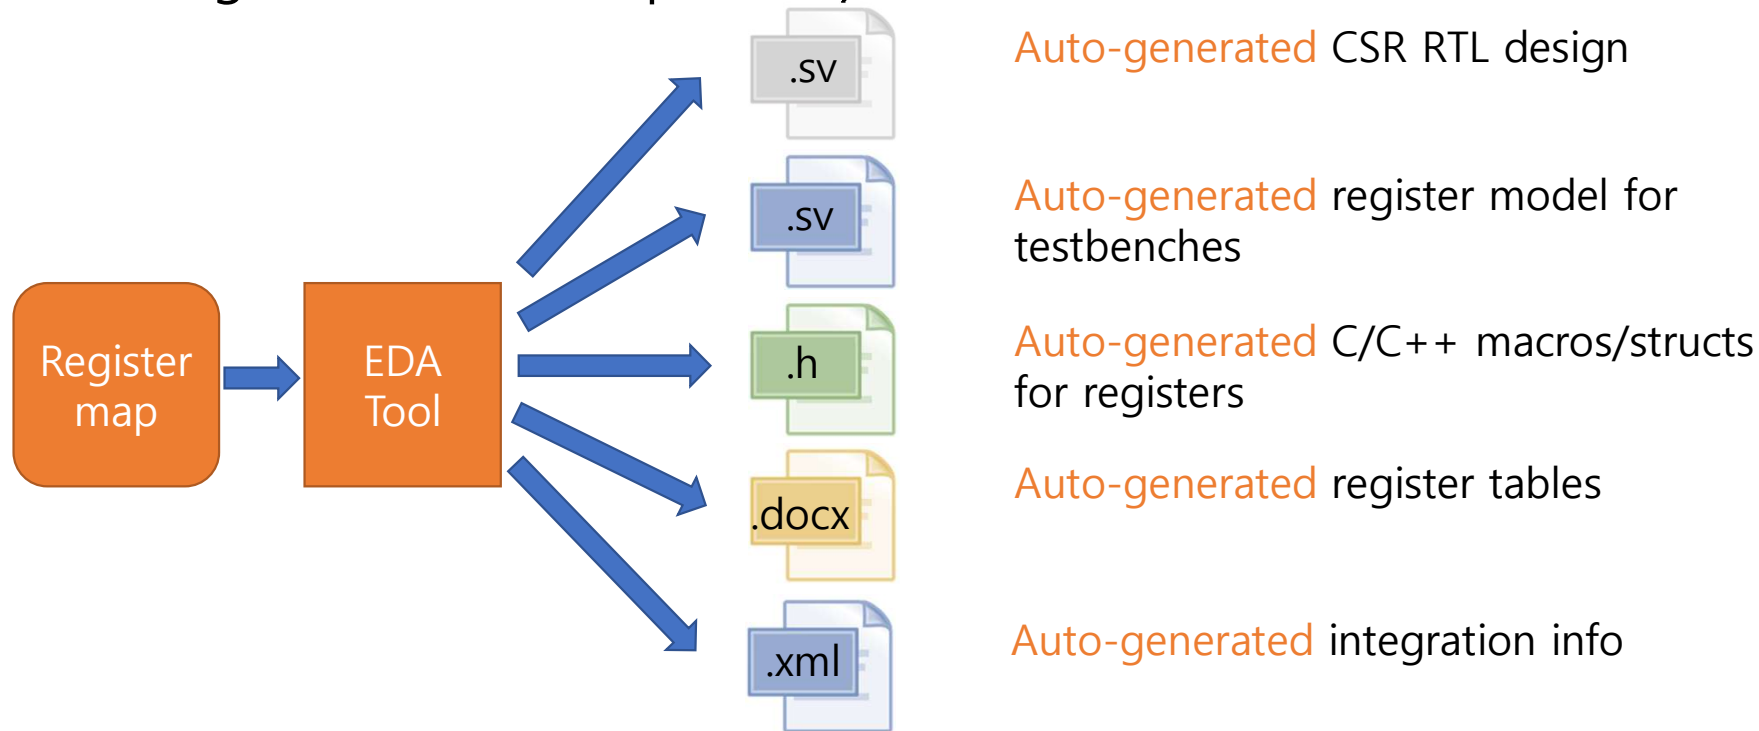 .sv
Auto-generated CSR RTL design
.sv
Auto-generated register model for
testbenches
Register
map
EDA
Tool
.h
Auto-generated C/C++ macros/structs
for registers
.docx
Auto-generated register tables
.xml
Auto-generated integration info